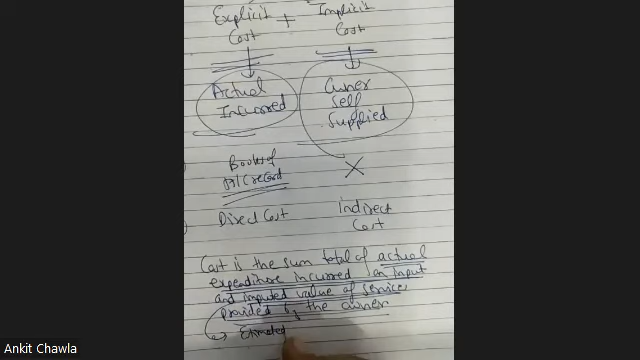 Explicit + Implicit
Cost Cost
Actual Owner
Incurred Self
Supplied
Books of
A/c record X
Direct Cost Indirect
Cost
Cost is the sum total of actual
expenditure incurred on input
and imputed value of services
provided by the owner
→ Estimated
Ankit Chawla